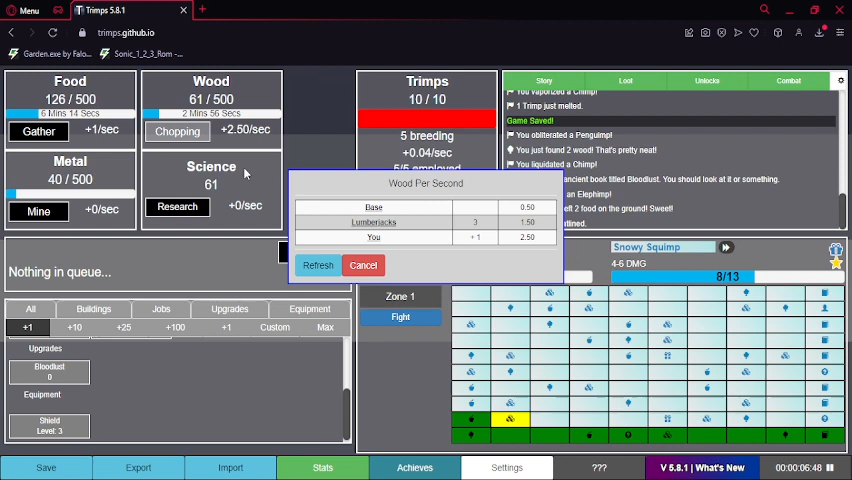 Menu
Trimps 5.8.1
trimps.github.io
Garden.exe by Falo...
Sonic_1_2_3_Rom -...
Food
126 / 500
6 Mins 14 Secs
Gather
+1/sec
Wood
61 / 500
2 Mins 56 Secs
Chopping
+2.50/sec
Metal
40 / 500
Mine
+0/sec
Science
61
Research
+0/sec
Trimps
10 / 10
5 breeding
+0.04/sec
5/5 employed
Story
Loot
Unlocks
Combat
You vaporized a Chimp!
1 Trimp just melted.
Game Saved!
You obliterated a Penguimp!
You just found 2 wood! That's pretty neat!
You liquidated a Chimp!
ancient book titled Bloodlust. You should look at it or something.
an Elephimp!
left 2 food on the ground! Sweet!
Wood Per Second
Base 0.50
Lumberjacks 3 1.50
You + 1 2.50
Refresh
Cancel
Snowy Squimp
4-6 DMG
8/13
Nothing in queue...
Zone 1
Fight
All
Buildings
Jobs
Upgrades
Equipment
+1
+10
+25
+100
+1
Custom
Max
Upgrades
Bloodlust
0
Equipment
Shield
Level: 3
Save
Export
Import
Stats
Achieves
Settings
???
V 5.8.1 | What's New
00:00:06:48